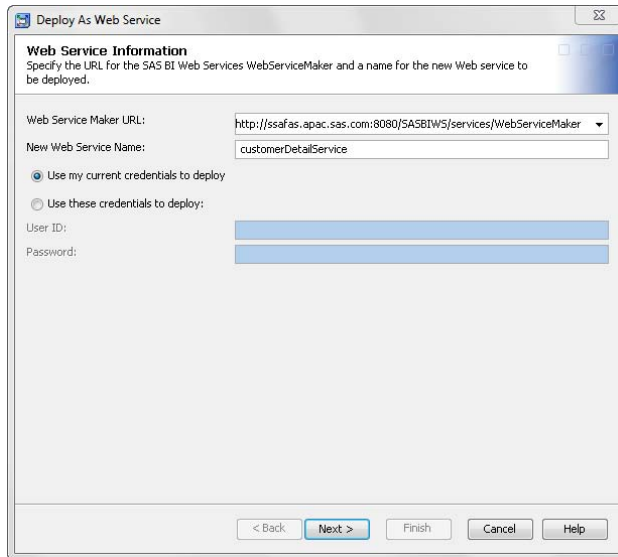 Deploy As Web Service
Web Service Information
Specify the URL for the SAS BI Web Services WebServiceMaker and a name for the new Web service to
be deployed.
Web Service Maker URL:
http://ssafas.apac.sas.com:8080/SASBIWS/services/WebServiceMaker
New Web Service Name:
customerDetailService
Use my current credentials to deploy
Use these credentials to deploy:
User ID:
Password:
< Back Next > Finish Cancel Help